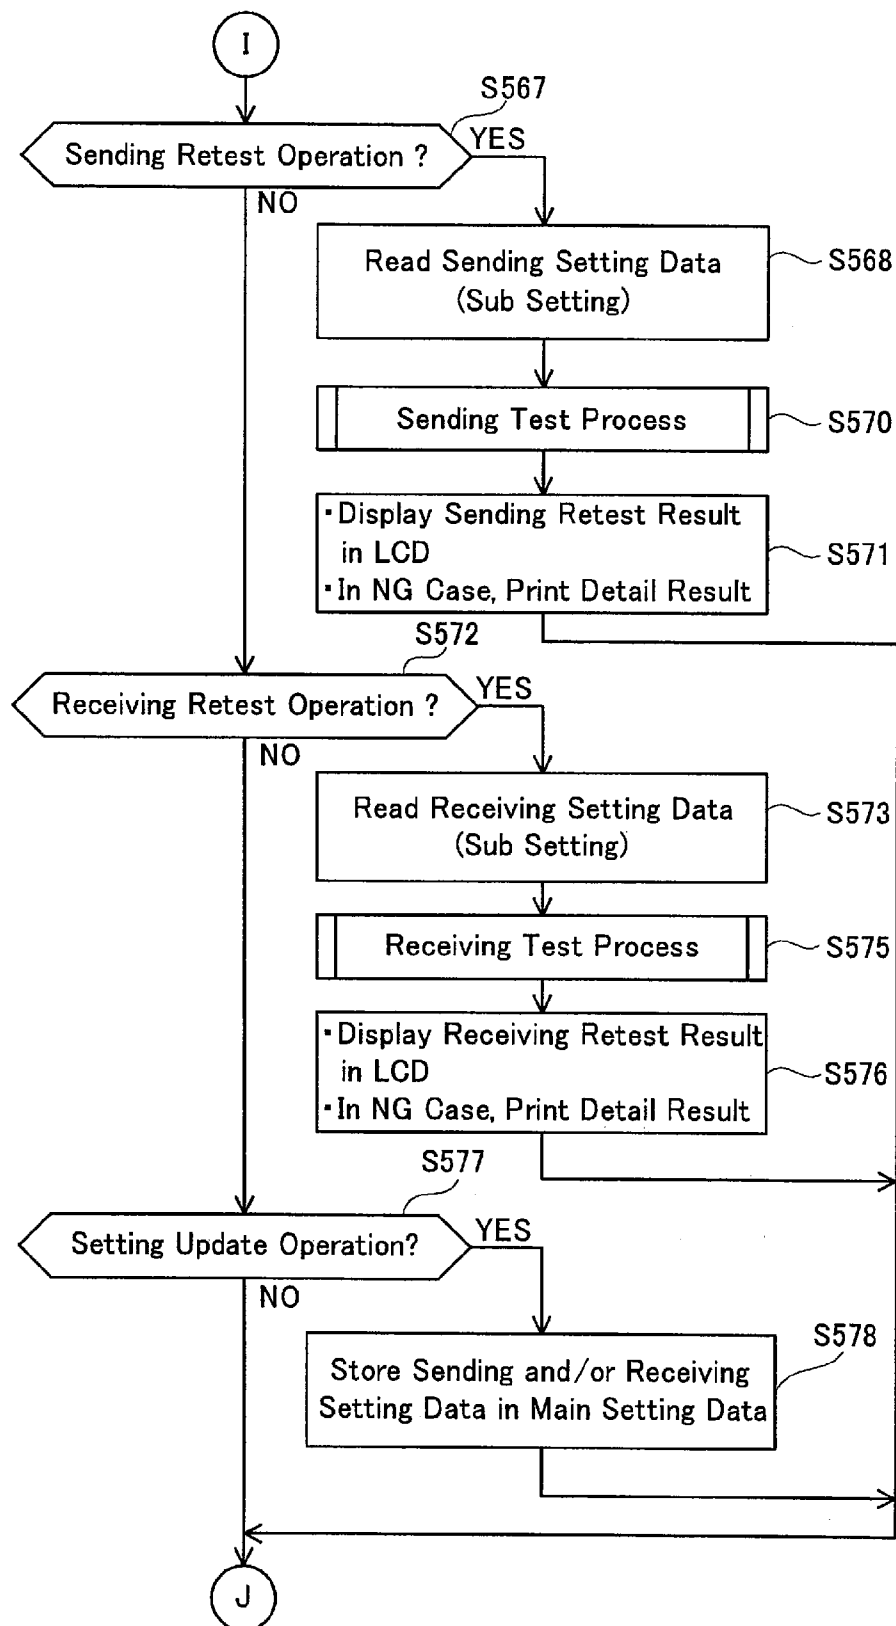 I
S567
Sending Retest Operation ?
YES
NO
Read Sending Setting Data
(Sub Setting)
S568
Sending Test Process
S570
・Display Sending Retest Result
in LCD
・In NG Case, Print Detail Result
S571
S572
Receiving Retest Operation ?
YES
NO
Read Receiving Setting Data
(Sub Setting)
S573
Receiving Test Process
S575
・Display Receiving Retest Result
in LCD
・In NG Case, Print Detail Result
S576
S577
Setting Update Operation?
YES
NO
S578
Store Sending and/or Receiving
Setting Data in Main Setting Data
J